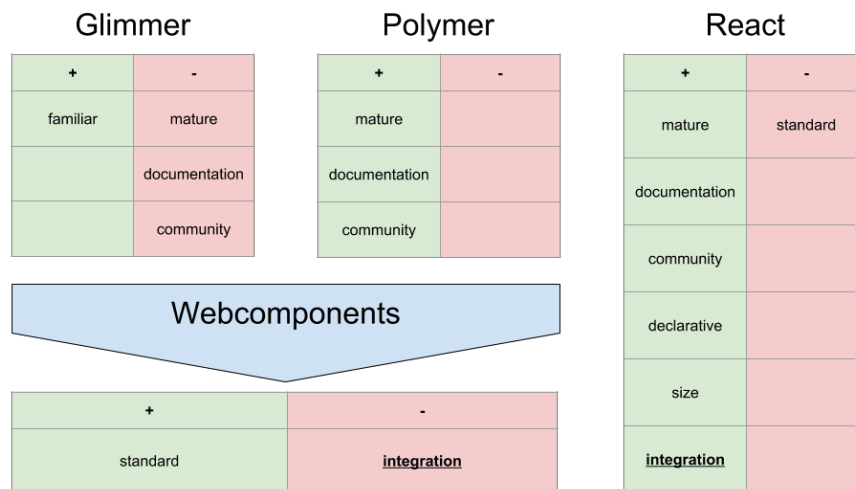 Glimmer
+ -
familiar mature
documentation
community
Polymer
+ -
mature
documentation
community
Webcomponents
+ -
standard integration
React
+ -
mature standard
documentation
community
declarative
size
integration